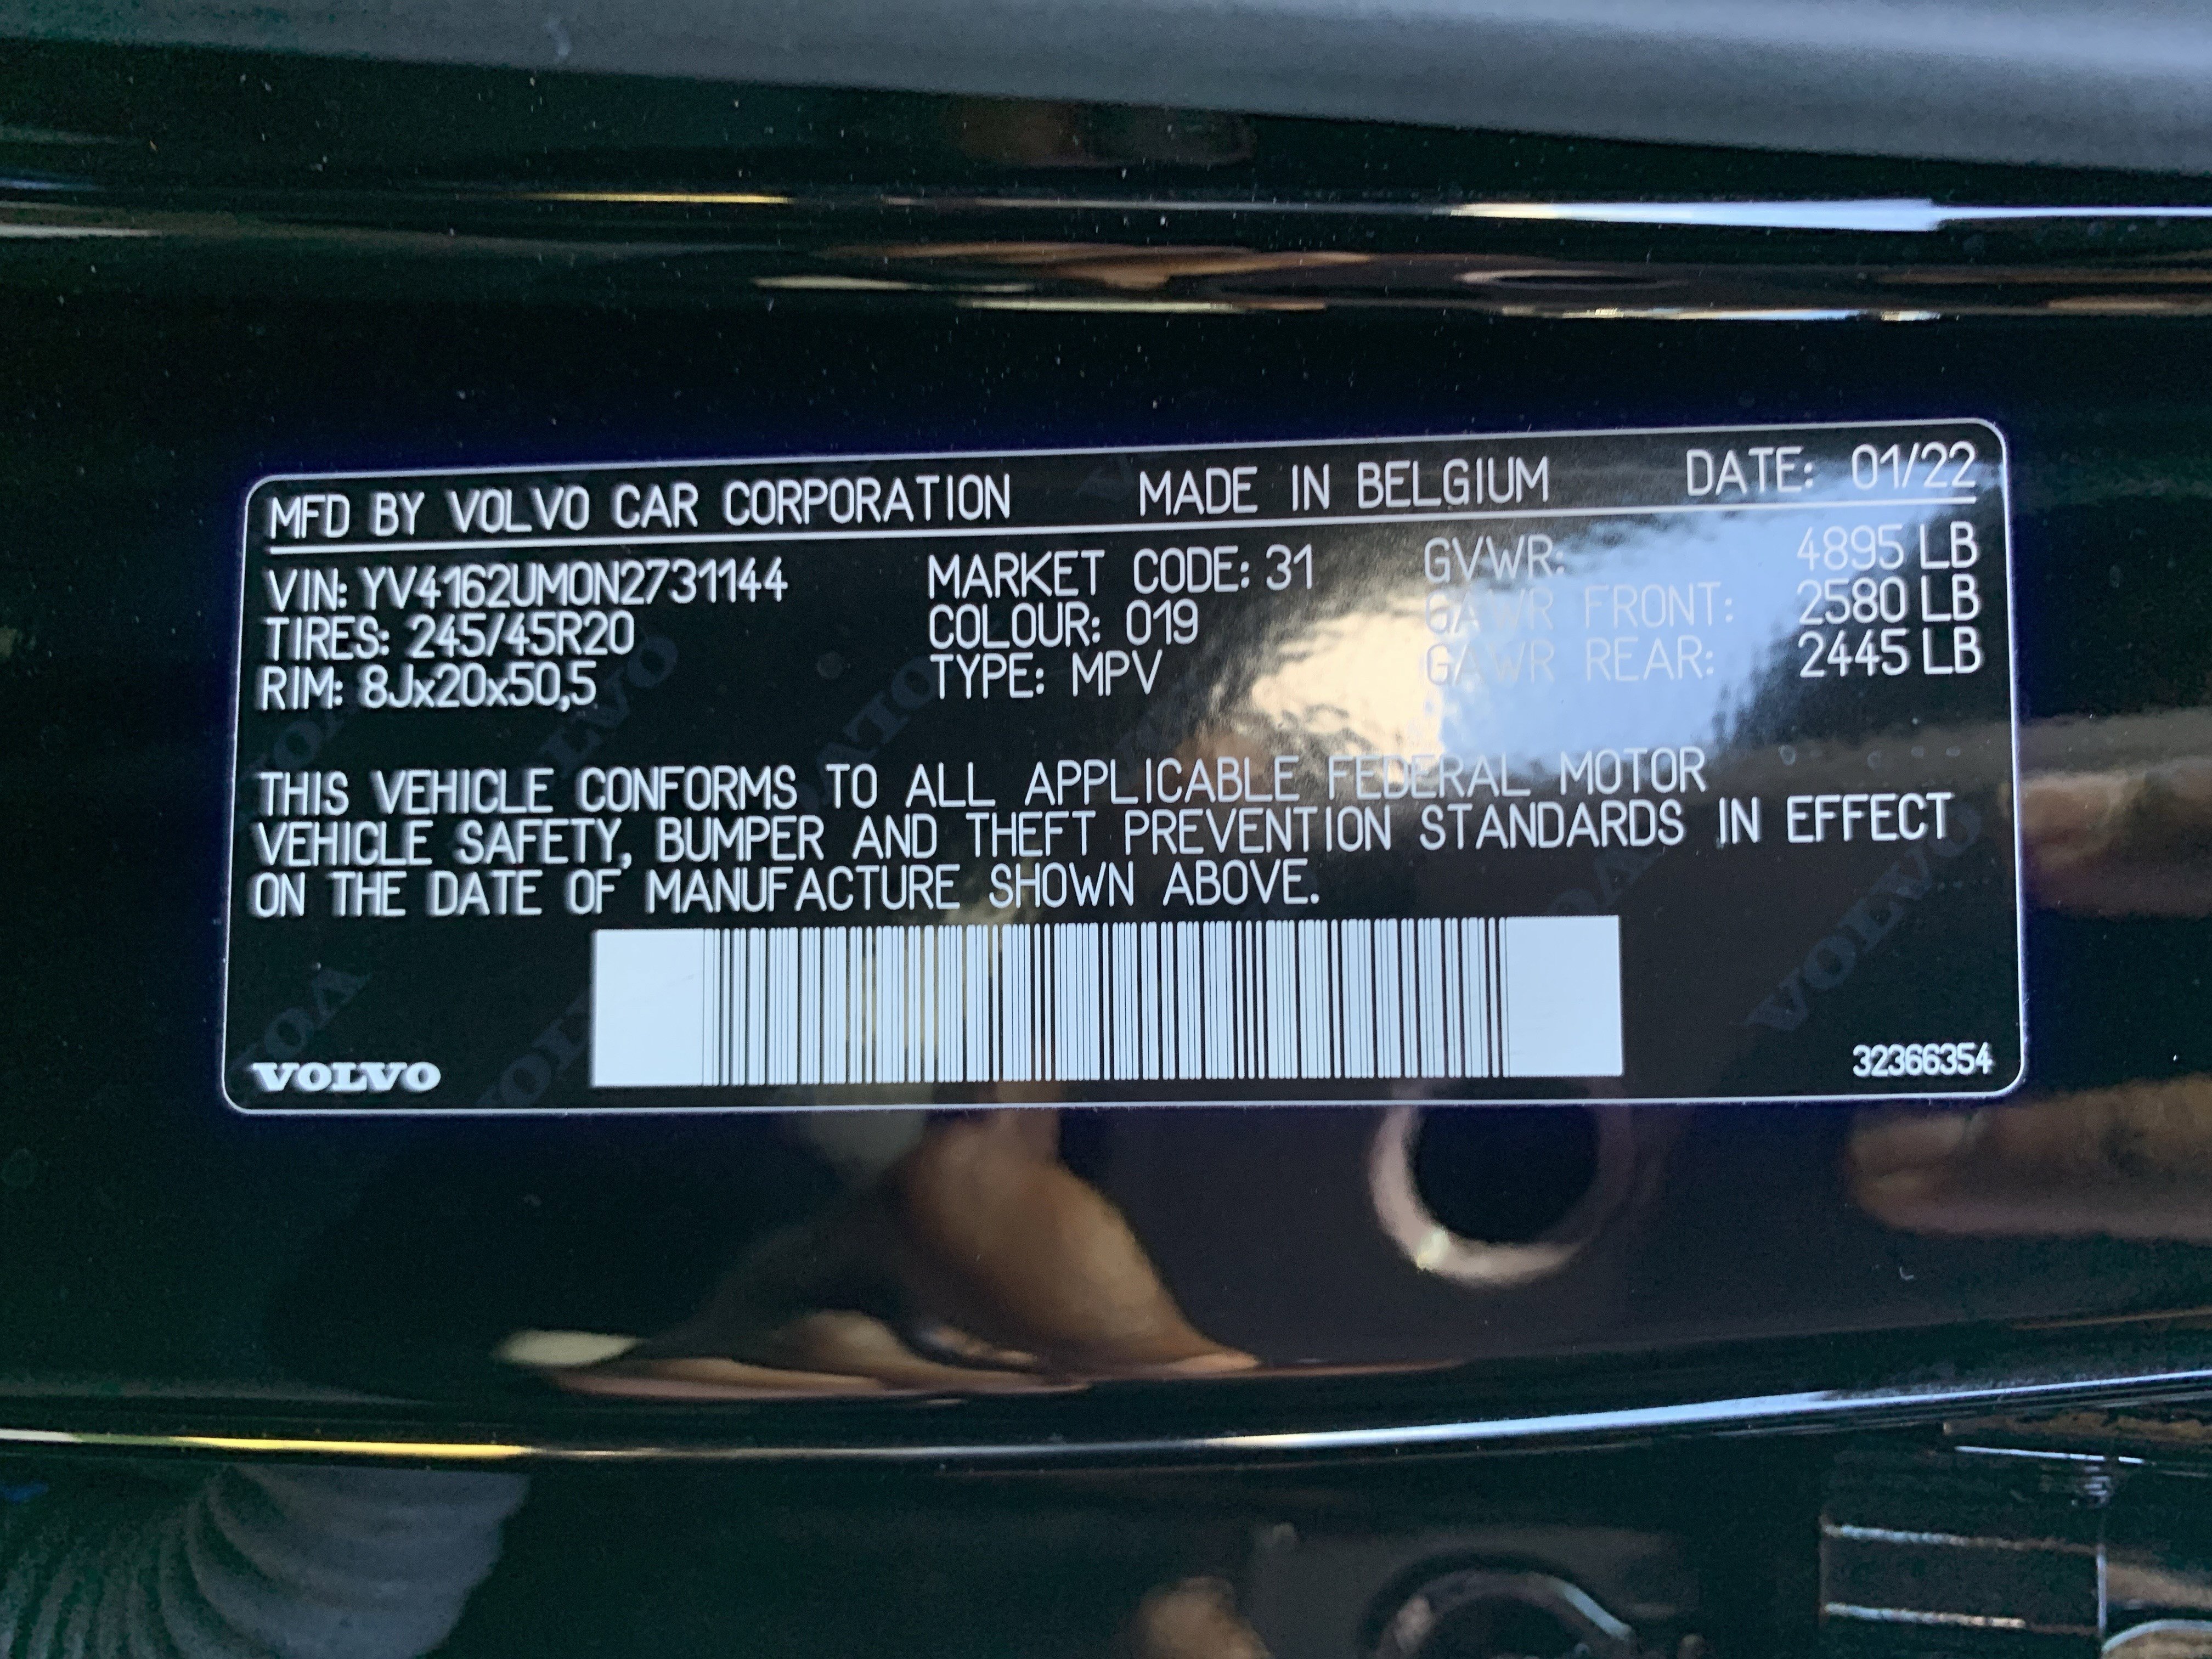 MFD BY VOLVO CAR CORPORATION MADE IN BELGIUM DATE: 01/22
VIN: YV4162UM0N2731144 MARKET CODE: 31 GVWR: 4895 LB
TIRES: 245/45R20 COLOUR: 019 GAWR FRONT: 2580 LB
RIM: 8Jx20x50,5 TYPE: MPV GAWR REAR: 2445 LB
THIS VEHICLE CONFORMS TO ALL APPLICABLE FEDERAL MOTOR
VEHICLE SAFETY, BUMPER AND THEFT PREVENTION STANDARDS IN EFFECT
ON THE DATE OF MANUFACTURE SHOWN ABOVE.
VOLVO 32366354